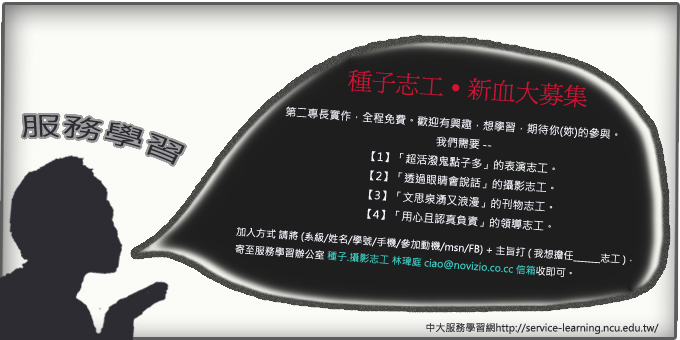 服務學習
種子志工•新血大募集
第二專長實作，全程免費。歡迎有興趣，想學習，期待你(妳)的參與。
我們需要 --
【1】「超活潑鬼點子多」的表演志工。
【2】「透過眼睛會說話」的攝影志工。
【3】「文思泉湧又浪漫」的刊物志工。
【4】「用心且認真負責」的領導志工。
加入方式 請將 (系級/姓名/學號/手機/參加動機/msn/FB) + 主旨打 ( 我想擔任_____志工 )，
寄至服務學習辦公室 種子.攝影志工 林瑋庭 ciao@novizio.co.cc 信箱收即可。
中大服務學習網http://service-learning.ncu.edu.tw/